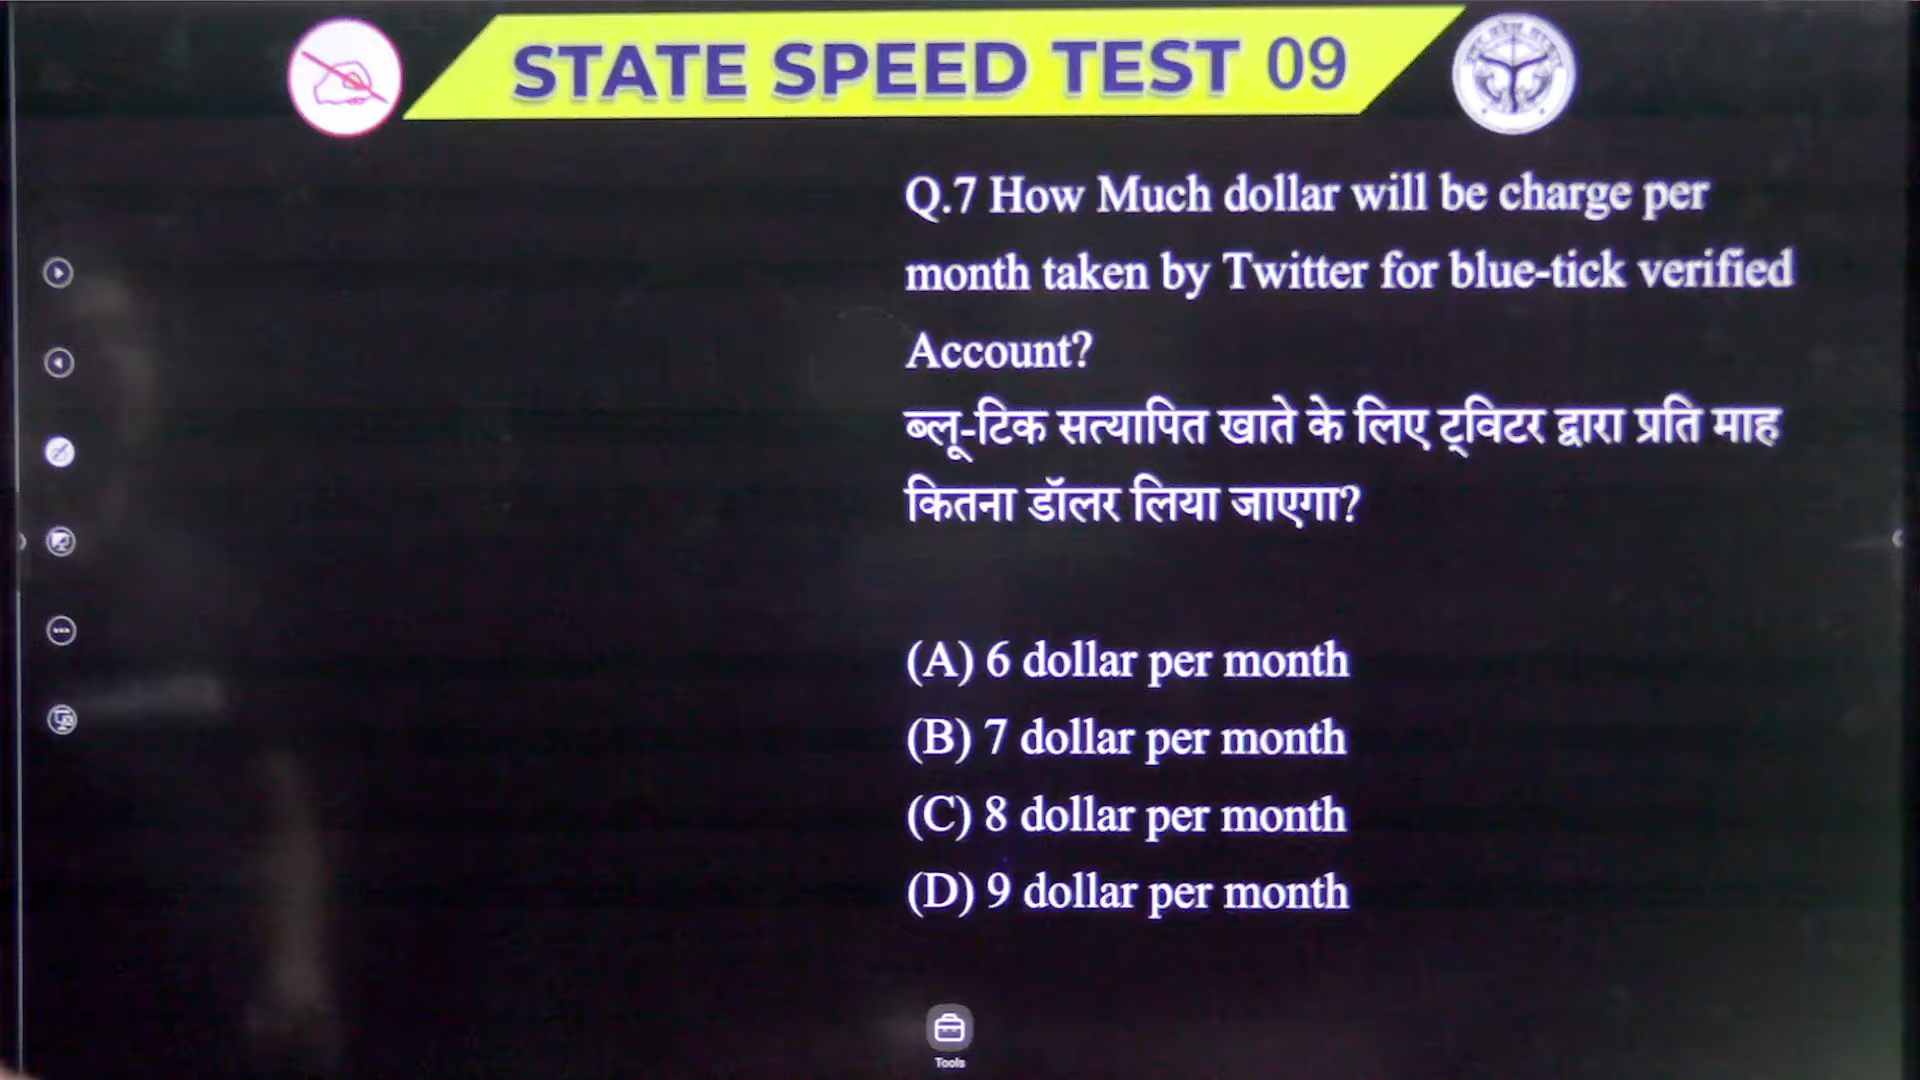 STATE SPEED TEST 09
Q.7 How Much dollar will be charge per
month taken by Twitter for blue-tick verified
Account?
ब्लू-टिक सत्यापित खाते के लिए ट्विटर द्वारा प्रति माह
कितना डॉलर लिया जाएगा?
(A) 6 dollar per month
(B) 7 dollar per month
(C) 8 dollar per month
(D) 9 dollar per month
Tools